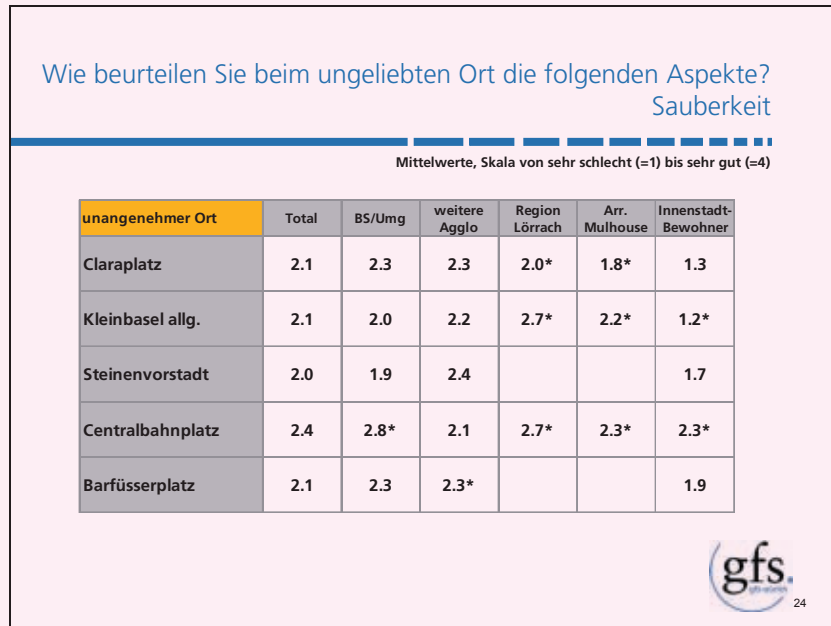 Wie beurteilen Sie beim ungeliebten Ort die folgenden Aspekte?
Sauberkeit
Mittelwerte, Skala von sehr schlecht (=1) bis sehr gut (=4)
unangenehmer Ort Total BS/Umg weitere Agglo Region Lörrach Arr. Mulhouse Innenstadt-Bewohner
Claraplatz 2.1 2.3 2.3 2.0* 1.8* 1.3
Kleinbasel allg. 2.1 2.0 2.2 2.7* 2.2* 1.2*
Steinenvorstadt 2.0 1.9 2.4 1.7
Centralbahnplatz 2.4 2.8* 2.1 2.7* 2.3* 2.3*
Barfüsserplatz 2.1 2.3 2.3* 1.9
gfs.
24